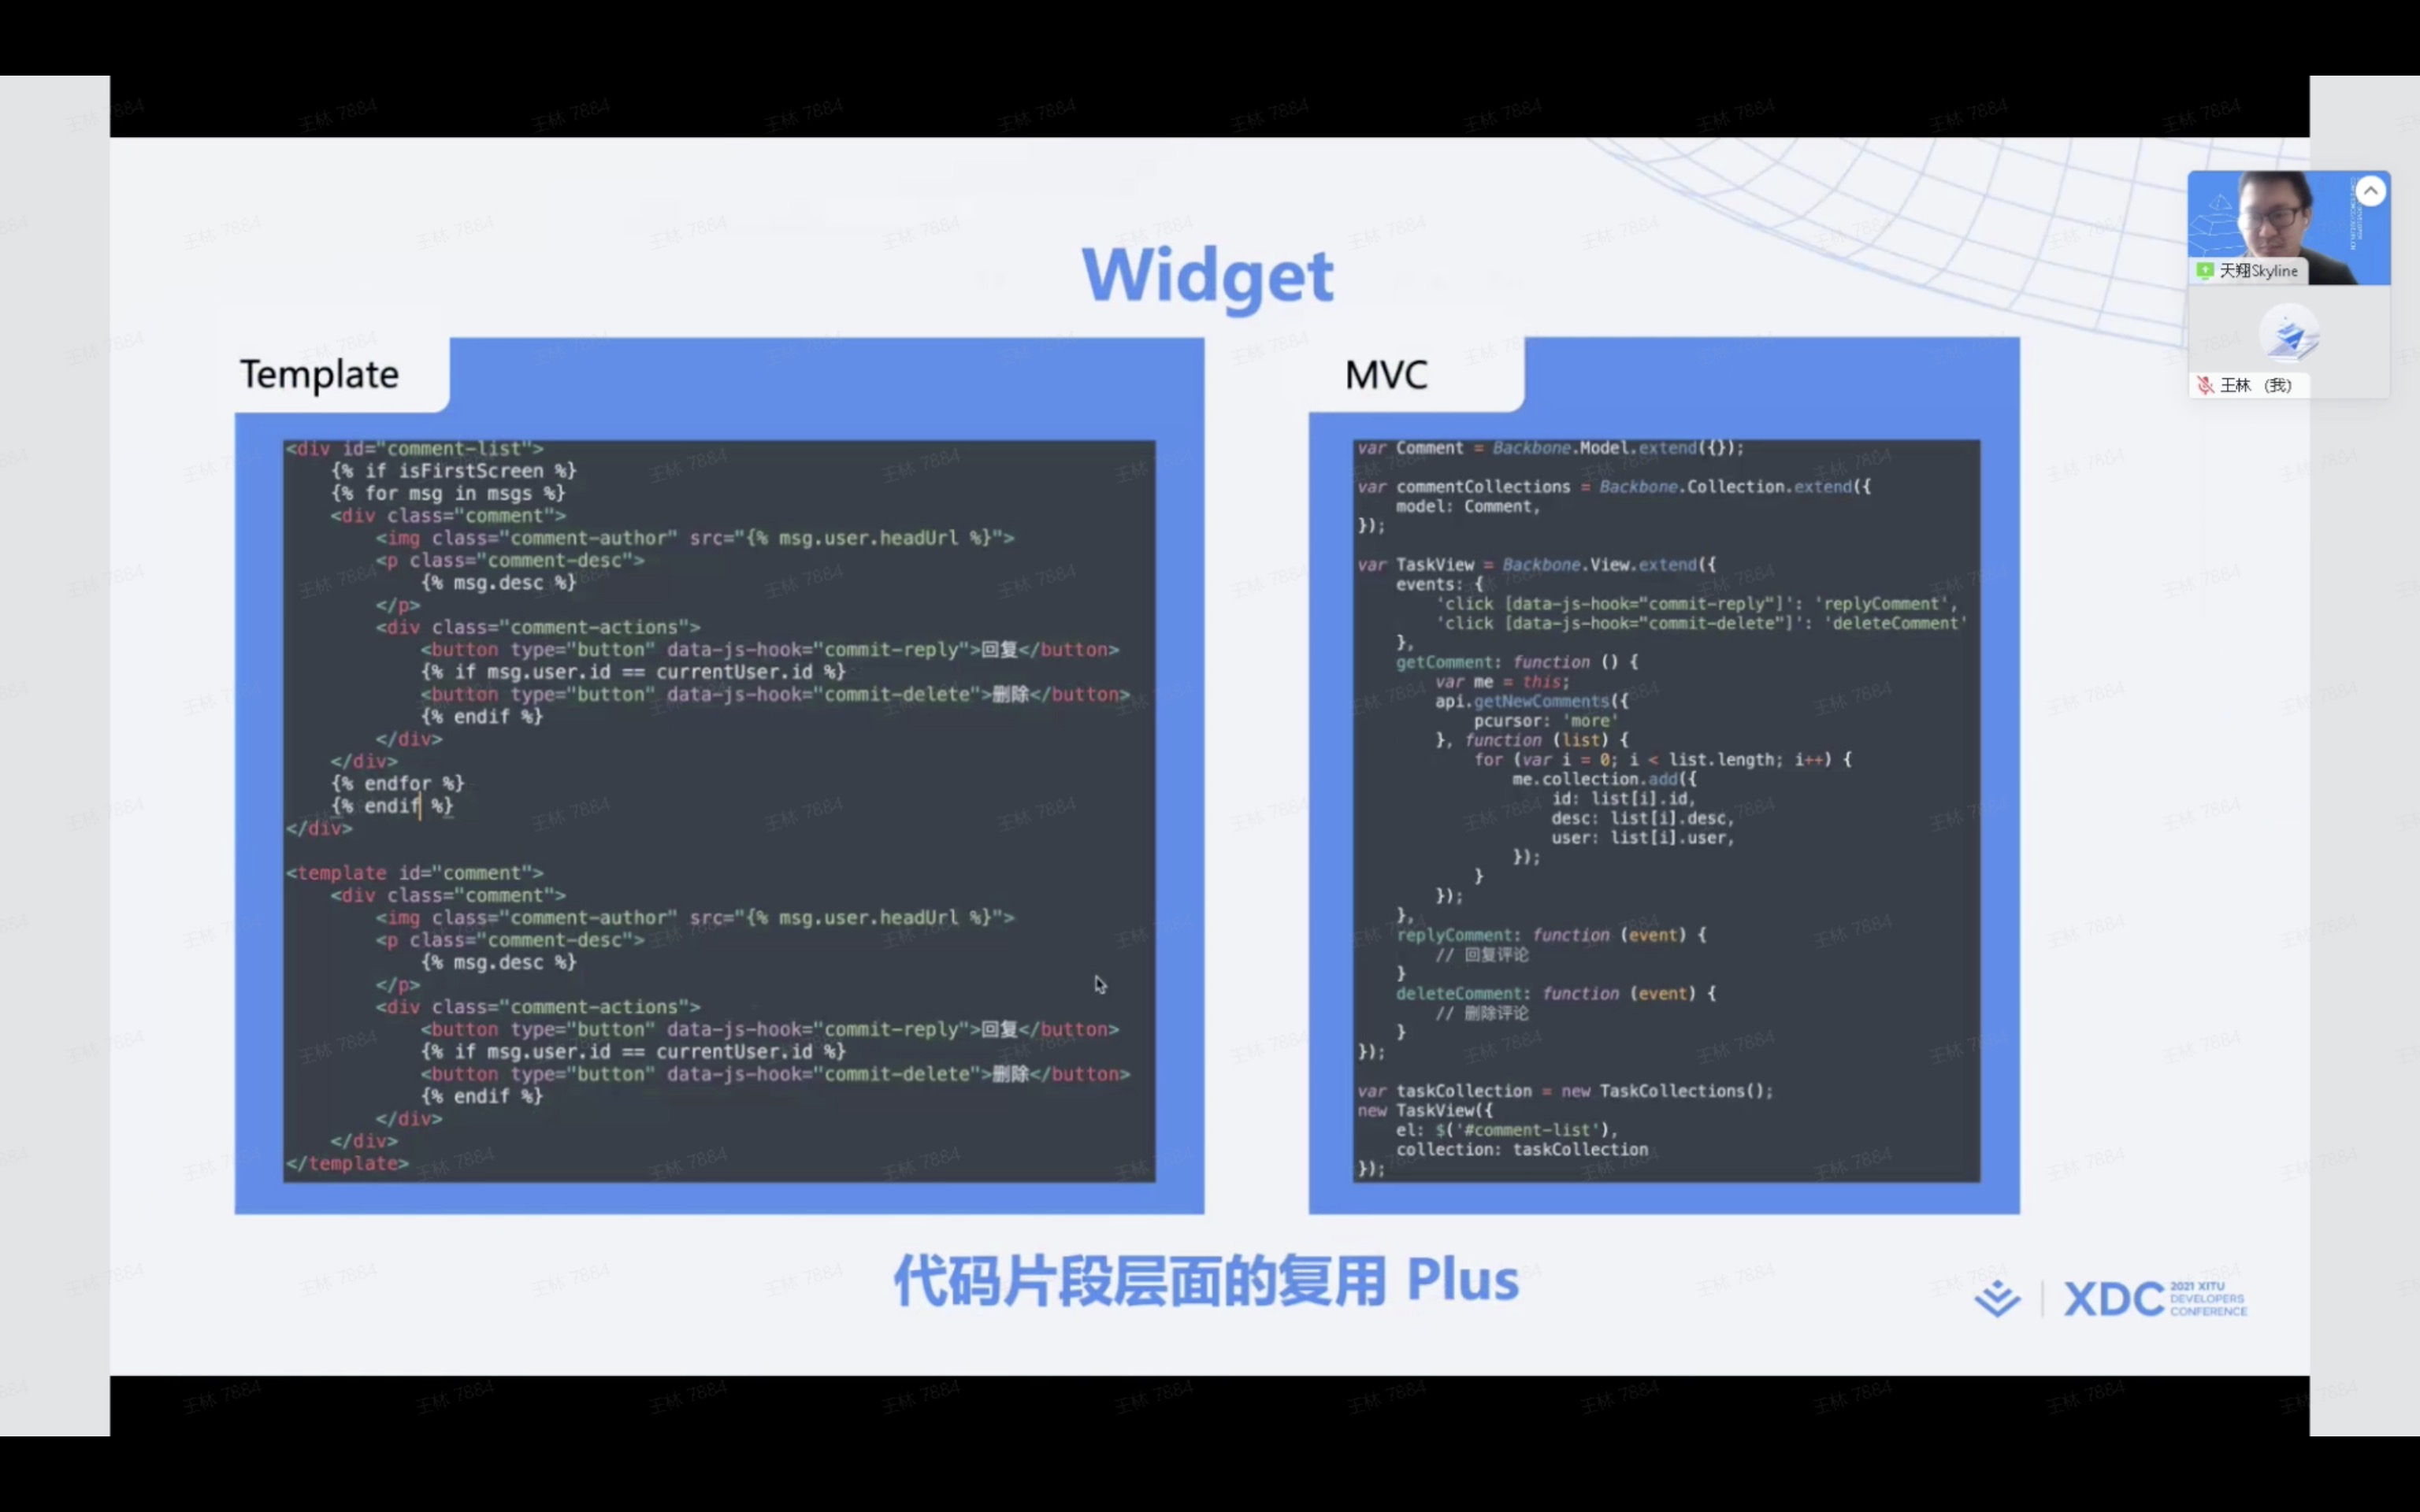 Widget
Template
<div id="comment-list">
    {% if isFirstScreen %}
    {% for msg in msgs %}
    <div class="comment">
        <img class="comment-author" src="{% msg.user.headUrl %}">
        <p class="comment-desc">
            {% msg.desc %}
        </p>
        <div class="comment-actions">
            <button type="button" data-js-hook="commit-reply">回复</button>
            {% if msg.user.id == currentUser.id %}
            <button type="button" data-js-hook="commit-delete">删除</button>
            {% endif %}
        </div>
    </div>
    {% endfor %}
    {% endif %}
</div>
<template id="comment">
    <div class="comment">
        <img class="comment-author" src="{% msg.user.headUrl %}">
        <p class="comment-desc">
            {% msg.desc %}
        </p>
        <div class="comment-actions">
            <button type="button" data-js-hook="commit-reply">回复</button>
            {% if msg.user.id == currentUser.id %}
            <button type="button" data-js-hook="commit-delete">删除</button>
            {% endif %}
        </div>
    </div>
</template>
MVC
var Comment = Backbone.Model.extend({});
var commentCollections = Backbone.Collection.extend({
    model: Comment,
});
var TaskView = Backbone.View.extend({
    events: {
        'click [data-js-hook="commit-reply"]': 'replyComment',
        'click [data-js-hook="commit-delete"]': 'deleteComment'
    },
    getComment: function () {
        var me = this;
        api.getNewComments({
            pcursor: 'more'
        }, function (list) {
            for (var i = 0; i < list.length; i++) {
                me.collection.add({
                    id: list[i].id,
                    desc: list[i].desc,
                    user: list[i].user,
                });
            }
        });
    },
    replyComment: function (event) {
        // 回复评论
    }
    deleteComment: function (event) {
        // 删除评论
    }
});
var taskCollection = new TaskCollections();
new TaskView({
    el: $('#comment-list'),
    collection: taskCollection
});
代码片段层面的复用 Plus
XDC
2021 XITU
DEVELOPERS
CONFERENCE
天翔Skyline
王林 （我）
王林 7884